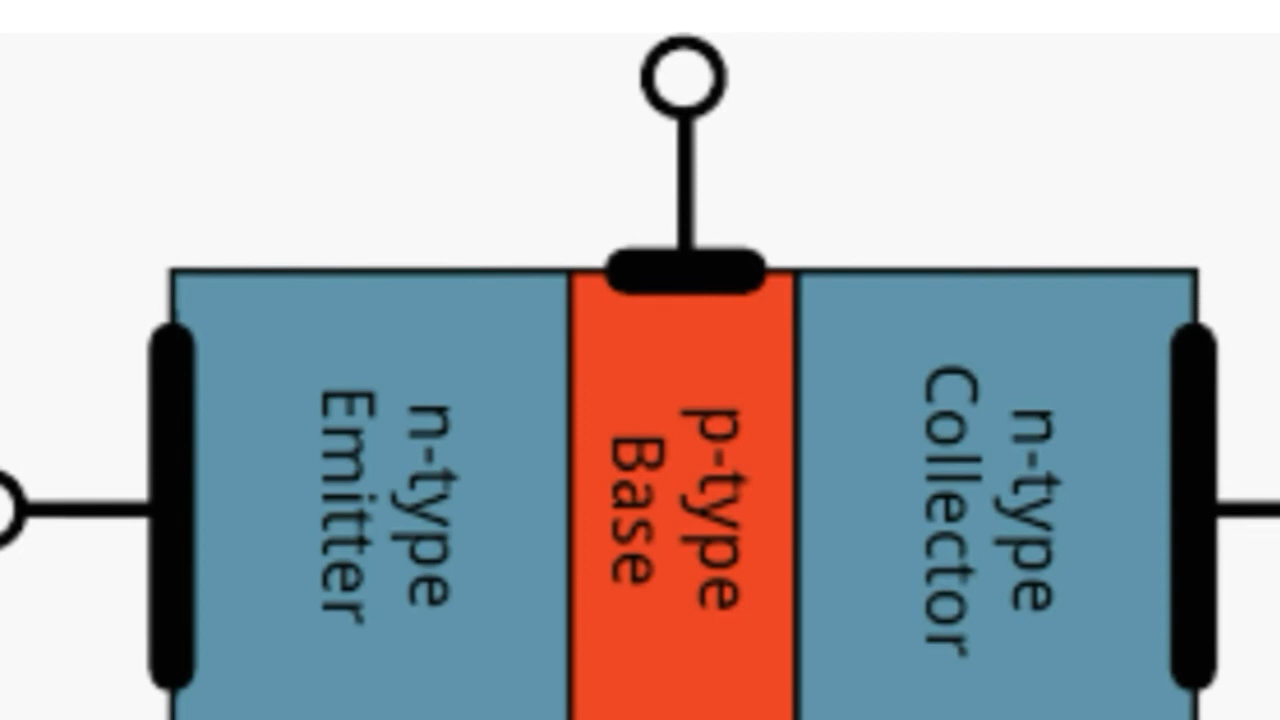 n-type
Emitter
p-type
Base
n-type
Collector